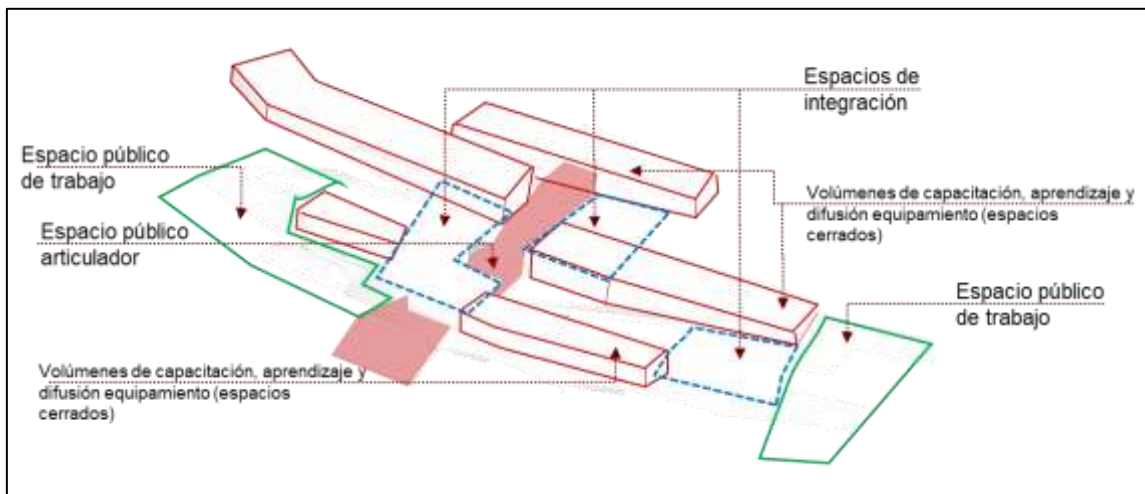 Espacios de
integración
Espacio público
de trabajo
Volúmenes de capacitación, aprendizaje y
difusión equipamiento (espacios
cerrados)
Espacio público
articulador
Espacio público
de trabajo
Volúmenes de capacitación, aprendizaje y
difusión equipamiento (espacios
cerrados)